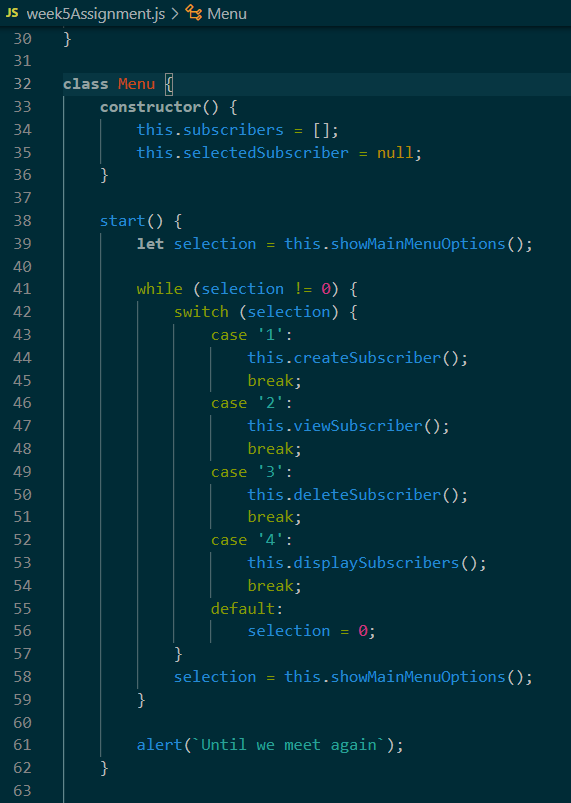 JS week5Assignment.js > Menu
30 }
31
32 class Menu {
33     constructor() {
34         this.subscribers = [];
35         this.selectedSubscriber = null;
36     }
37
38     start() {
39         let selection = this.showMainMenuOptions();
40
41         while (selection != 0) {
42             switch (selection) {
43                 case '1':
44                     this.createSubscriber();
45                     break;
46                 case '2':
47                     this.viewSubscriber();
48                     break;
49                 case '3':
50                     this.deleteSubscriber();
51                     break;
52                 case '4':
53                     this.displaySubscribers();
54                     break;
55                 default:
56                     selection = 0;
57             }
58             selection = this.showMainMenuOptions();
59         }
60
61         alert(`Until we meet again`);
62     }
63